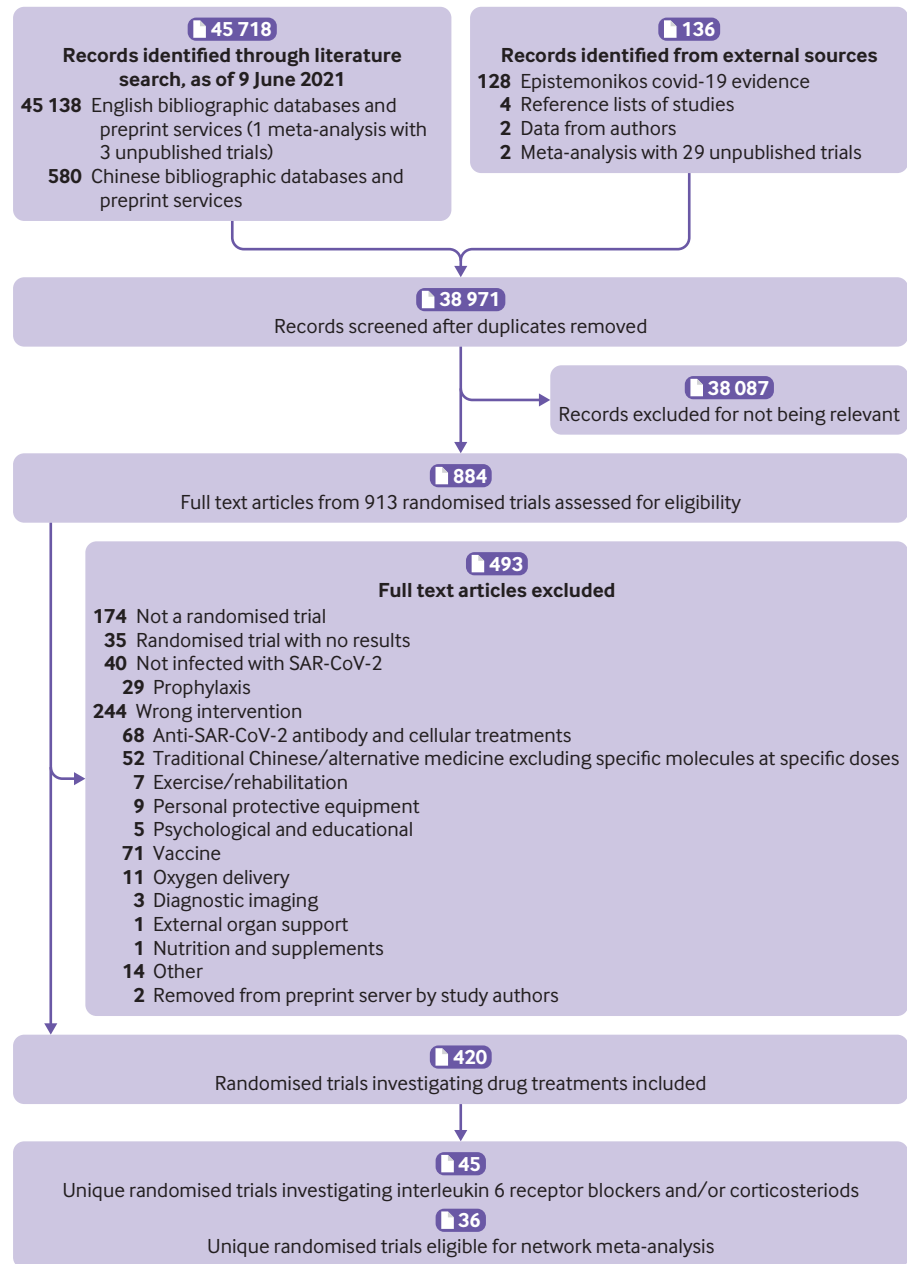 45 718
Records identified through literature
search, as of 9 June 2021
45 138 English bibliographic databases and
preprint services (1 meta-analysis with
3 unpublished trials)
580 Chinese bibliographic databases and
preprint services
136
Records identified from external sources
128 Epistemonikos covid-19 evidence
4 Reference lists of studies
2 Data from authors
2 Meta-analysis with 29 unpublished trials
38 971
Records screened after duplicates removed
38 087
Records excluded for not being relevant
884
Full text articles from 913 randomised trials assessed for eligibility
493
Full text articles excluded
174 Not a randomised trial
35 Randomised trial with no results
40 Not infected with SAR-CoV-2
29 Prophylaxis
244 Wrong intervention
68 Anti-SAR-CoV-2 antibody and cellular treatments
52 Traditional Chinese/alternative medicine excluding specific molecules at specific doses
7 Exercise/rehabilitation
9 Personal protective equipment
5 Psychological and educational
71 Vaccine
11 Oxygen delivery
3 Diagnostic imaging
1 External organ support
1 Nutrition and supplements
14 Other
2 Removed from preprint server by study authors
420
Randomised trials investigating drug treatments included
45
Unique randomised trials investigating interleukin 6 receptor blockers and/or corticosteriods
36
Unique randomised trials eligible for network meta-analysis